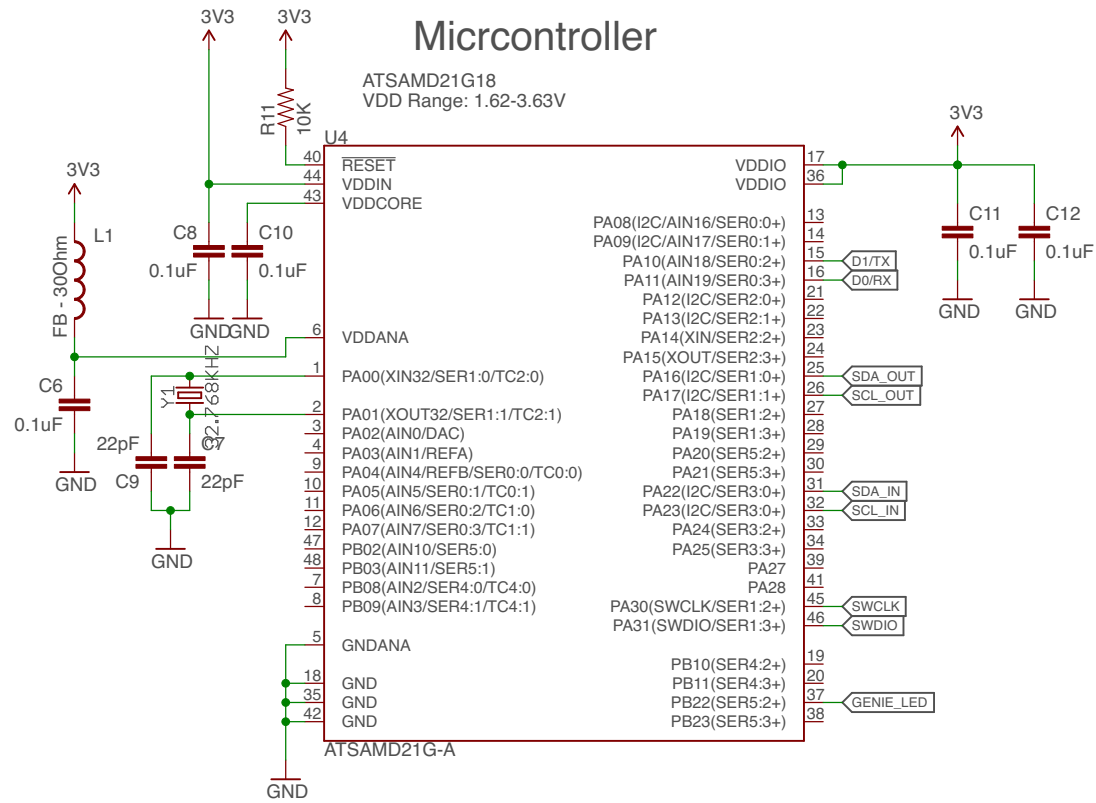 Micrcontroller
ATSAMD21G18
VDD Range: 1.62-3.63V
3V3
3V3
R11
10K
U4
40 RESET
44 VDDIN
43 VDDCORE
3V3
L1
FB - 30Ohm
C8
0.1uF
C10
0.1uF
GND
GND
6 VDDANA
1 PA00(XIN32/SER1:0/TC2:0)
Y1
32.768KHZ
C6
0.1uF
GND
2 PA01(XOUT32/SER1:1/TC2:1)
22pF
C9
C7
22pF
GND
3 PA02(AIN0/DAC)
4 PA03(AIN1/REFA)
9 PA04(AIN4/REFB/SER0:0/TC0:0)
10 PA05(AIN5/SER0:1/TC0:1)
11 PA06(AIN6/SER0:2/TC1:0)
12 PA07(AIN7/SER0:3/TC1:1)
47 PB02(AIN10/SER5:0)
48 PB03(AIN11/SER5:1)
7 PB08(AIN2/SER4:0/TC4:0)
8 PB09(AIN3/SER4:1/TC4:1)
5 GNDANA
18 GND
35 GND
42 GND
GND
ATSAMD21G-A
VDDIO 17
VDDIO 36
3V3
C11
0.1uF
GND
C12
0.1uF
GND
PA08(I2C/AIN16/SER0:0+) 13
PA09(I2C/AIN17/SER0:1+) 14
PA10(AIN18/SER0:2+) 15 D1/TX
PA11(AIN19/SER0:3+) 16 D0/RX
PA12(I2C/SER2:0+) 21
PA13(I2C/SER2:1+) 22
PA14(XIN/SER2:2+) 23
PA15(XOUT/SER2:3+) 24
PA16(I2C/SER1:0+) 25 SDA_OUT
PA17(I2C/SER1:1+) 26 SCL_OUT
PA18(SER1:2+) 27
PA19(SER1:3+) 28
PA20(SER5:2+) 29
PA21(SER5:3+) 30
PA22(I2C/SER3:0+) 31 SDA_IN
PA23(I2C/SER3:0+) 32 SCL_IN
PA24(SER3:2+) 33
PA25(SER3:3+) 34
PA27 39
PA28 41
PA30(SWCLK/SER1:2+) 45 SWCLK
PA31(SWDIO/SER1:3+) 46 SWDIO
PB10(SER4:2+) 19
PB11(SER4:3+) 20
PB22(SER5:2+) 37 GENIE_LED
PB23(SER5:3+) 38